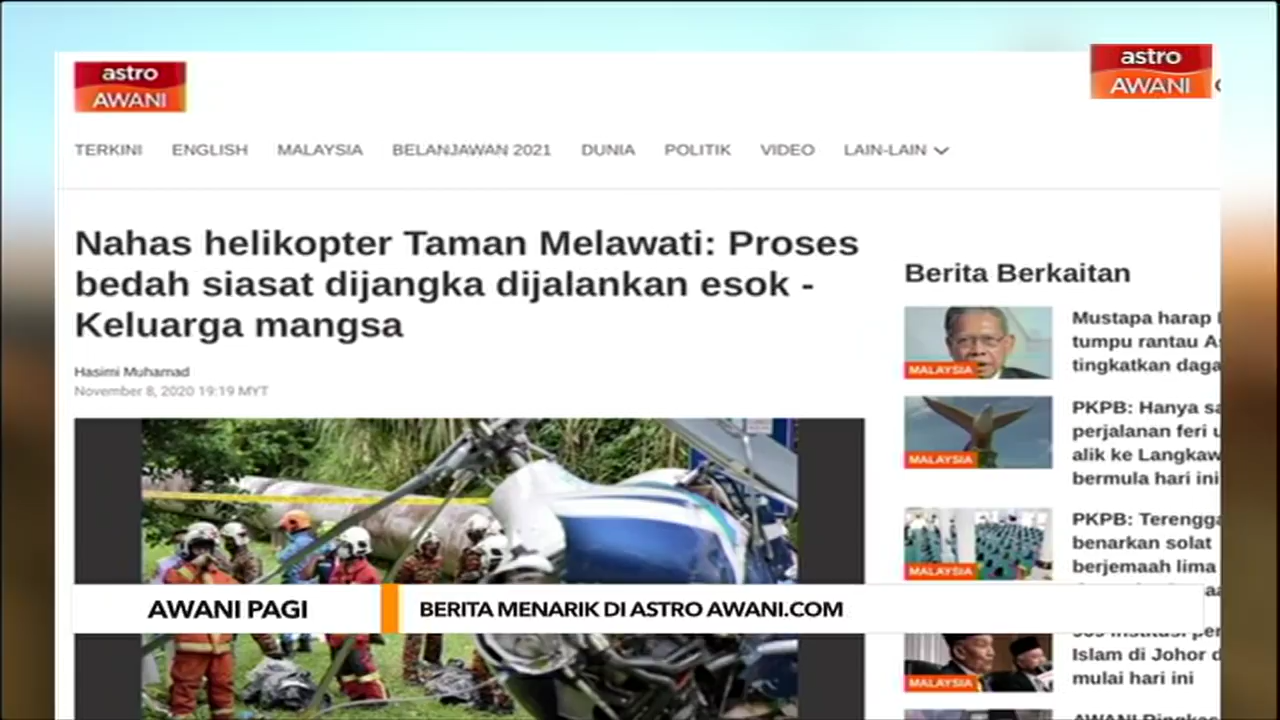 astro
AWANI
astro
AWANI
TERKINI ENGLISH MALAYSIA BELANJAWAN 2021 DUNIA POLITIK VIDEO LAIN-LAIN
Nahas helikopter Taman Melawati: Proses
bedah siasat dijangka dijalankan esok -
Keluarga mangsa
Hasimi Muhamad
November 8, 2020 19:19 MYT
Berita Berkaitan
MALAYSIA
Mustapa harap
tumpu rantau
tingkatkan
MALAYSIA
PKPB: Hanya
perjalanan feri
alik ke
bermula hari ini
MALAYSIA
PKPB:
benarkan solat
berjemaah lima
MALAYSIA
Islam di Johor
mulai hari ini
AWANI
AWANI PAGI
BERITA MENARIK DI ASTRO AWANI.COM